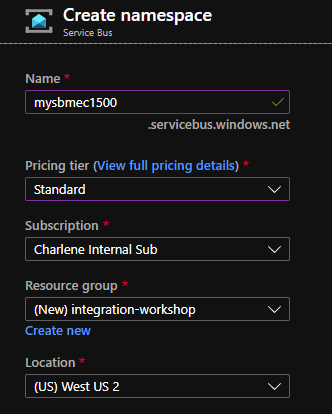 Create namespace
Service Bus
Name *
mysbmec1500
.servicebus.windows.net
Pricing tier (View full pricing details) *
Standard
Subscription *
Charlene Internal Sub
Resource group *
(New) integration-workshop
Create new
Location *
(US) West US 2